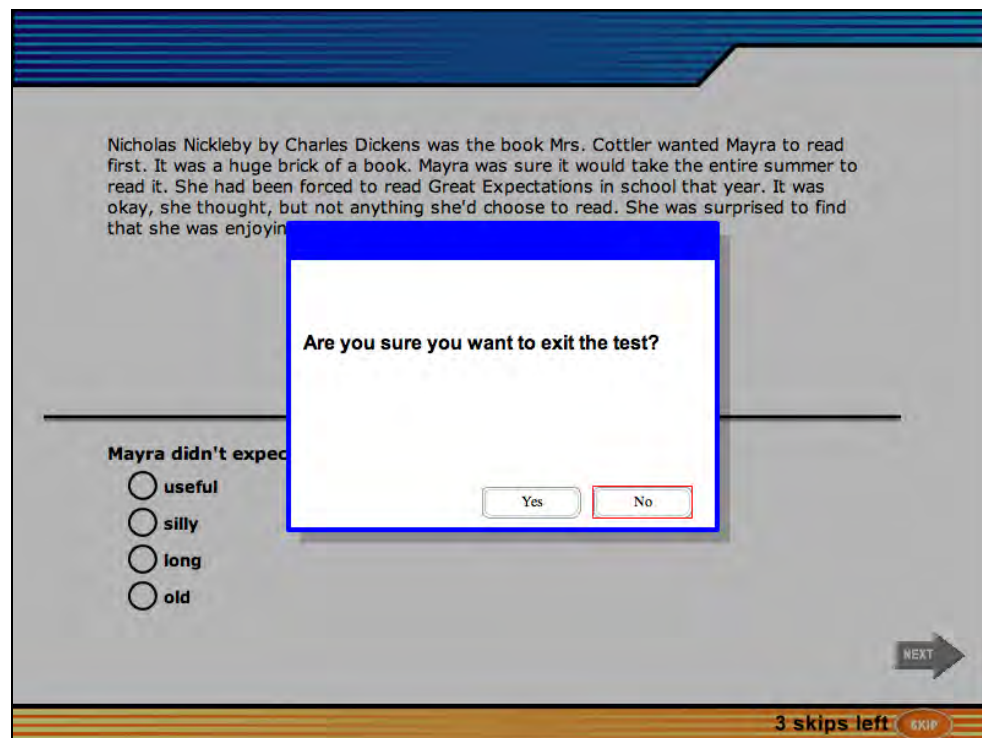 Nicholas Nickleby by Charles Dickens was the book Mrs. Cottler wanted Mayra to read
first. It was a huge brick of a book. Mayra was sure it would take the entire summer to
read it. She had been forced to read Great Expectations in school that year. It was
okay, she thought, but not anything she'd choose to read. She was surprised to find
that she was
Are you sure you want to exit the test?
Mayra didn't
Yes No
useful
silly
long
old
NEXT
3 skips left SKIP